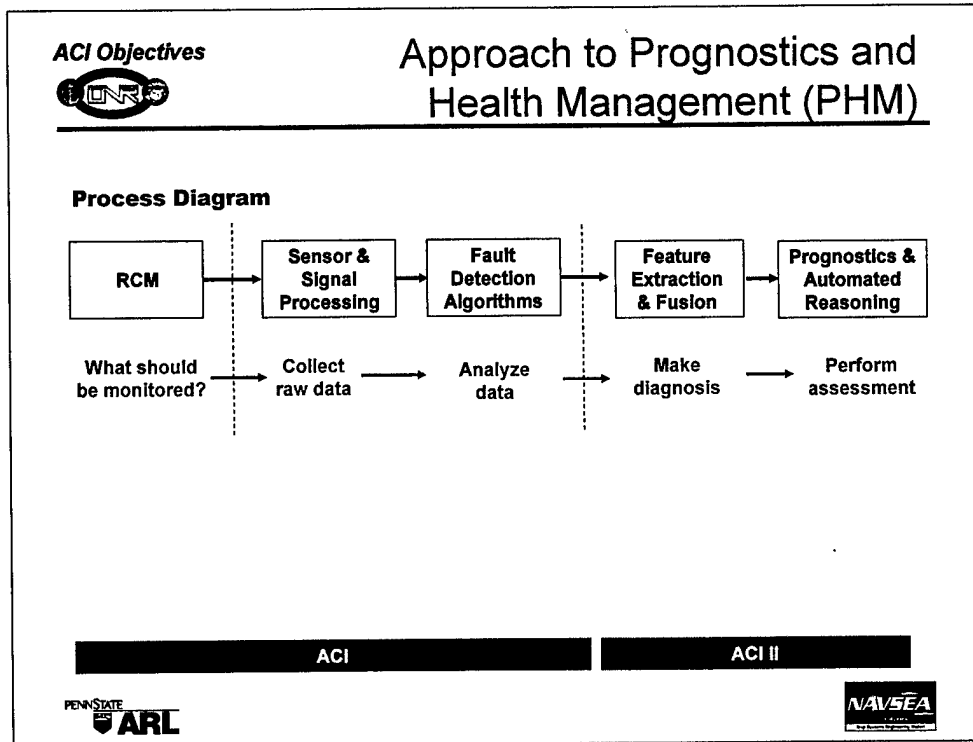 ACI Objectives
ONR
Approach to Prognostics and
Health Management (PHM)
Process Diagram
RCM
Sensor &
Signal
Processing
Fault
Detection
Algorithms
Feature
Extraction
& Fusion
Prognostics &
Automated
Reasoning
What should
be monitored?
Collect
raw data
Analyze
data
Make
diagnosis
Perform
assessment
ACI
ACI II
PENNSTATE
ARL
NAVSEA